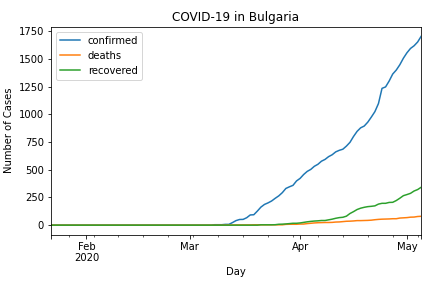 COVID-19 in Bulgaria
confirmed
deaths
recovered
Number of Cases
1750
1500
1250
1000
750
500
250
0
Feb
2020
Mar
Apr
May
Day